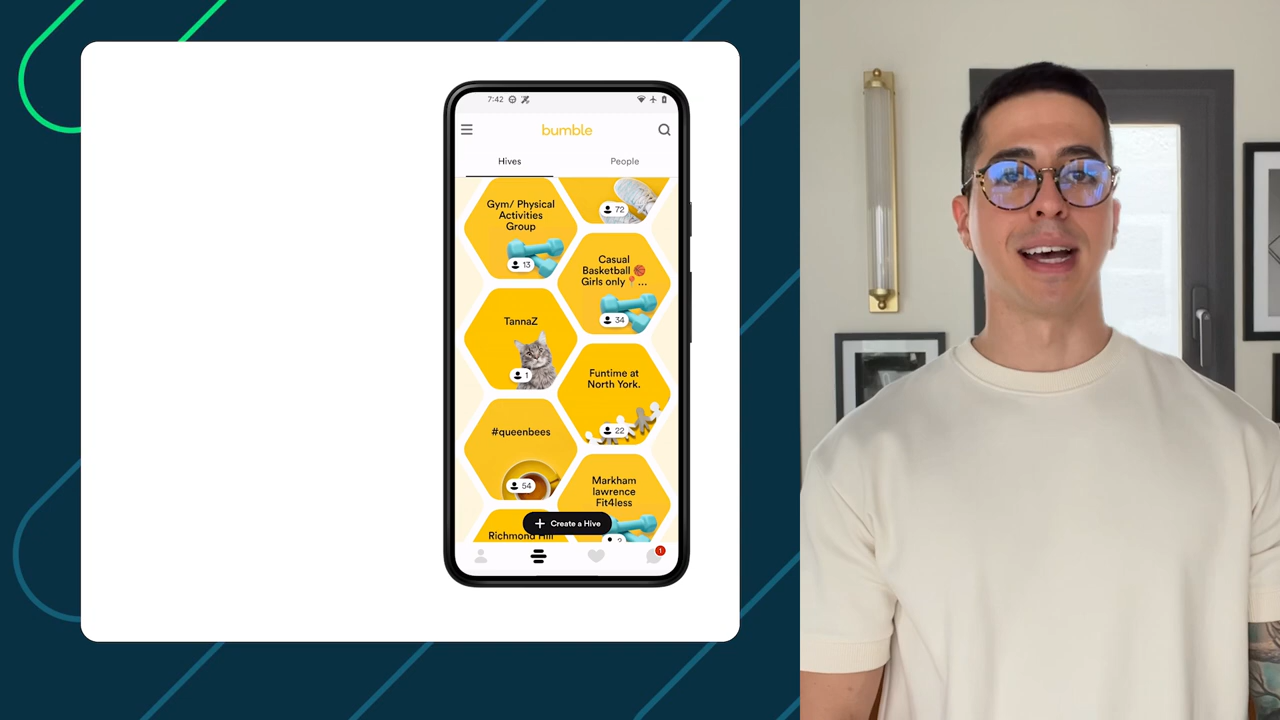 7:42
bumble
Hives
People
Gym/ Physical
Activities
Group
13
72
Casual
Basketball 🏀
Girls only 📍...
34
TannaZ
1
Funtime at
North York.
22
#queenbees
54
Markham
lawrence
Fit4less
2
Richmond Hill
+ Create a Hive
1